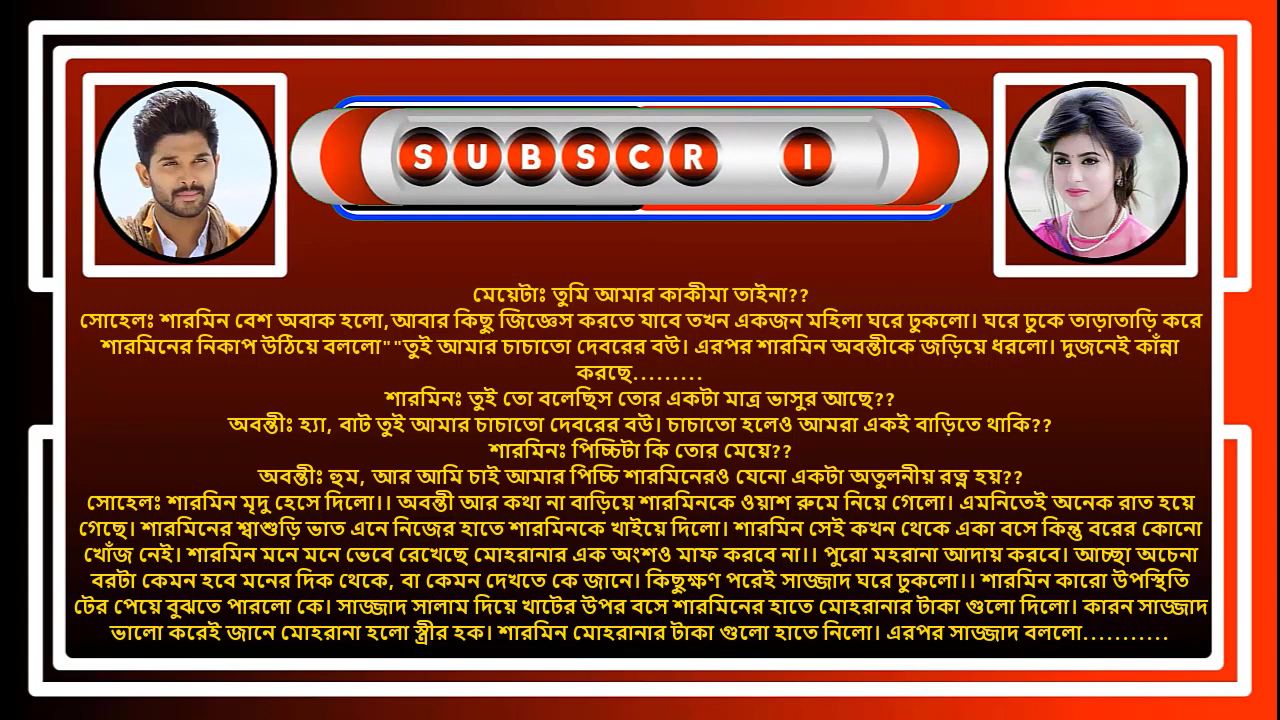 SUBSCR I
মেয়েটাঃ তুমি আমার কাকীমা তাইনা??
সোহেলঃ শারমিন বেশ অবাক হলো,আবার কিছু জিজ্ঞেস করতে যাবে তখন একজন মহিলা ঘরে ঢুকলো। ঘরে ঢুকে তাড়াতাড়ি করে
শারমিনের নিকাপ উঠিয়ে বললো""তুই আমার চাচাতো দেবরের বউ। এরপর শারমিন অবন্তীকে জড়িয়ে ধরলো। দুজনেই কাঁন্না
করছে.........
শারমিনঃ তুই তো বলেছিস তোর একটা মাত্র ভাসুর আছে??
অবন্তীঃ হ্যা, বাট তুই আমার চাচাতো দেবরের বউ। চাচাতো হলেও আমরা একই বাড়িতে থাকি??
শারমিনঃ পিচ্চিটা কি তোর মেয়ে??
অবন্তীঃ হুম, আর আমি চাই আমার পিচ্চি শারমিনেরও যেনো একটা অতুলনীয় রত্ন হয়??
সোহেলঃ শারমিন মৃদু হেসে দিলো।। অবন্তী আর কথা না বাড়িয়ে শারমিনকে ওয়াশ রুমে নিয়ে গেলো। এমনিতেই অনেক রাত হয়ে
গেছে। শারমিনের শ্বাশুড়ি ভাত এনে নিজের হাতে শারমিনকে খাইয়ে দিলো। শারমিন সেই কখন থেকে একা বসে কিন্তু বরের কোনো
খোঁজ নেই। শারমিন মনে মনে ভেবে রেখেছে মোহরানার এক অংশও মাফ করবে না।। পুরো মহরানা আদায় করবে। আচ্ছা অচেনা
বরটা কেমন হবে মনের দিক থেকে, বা কেমন দেখতে কে জানে। কিছুক্ষণ পরেই সাজ্জাদ ঘরে ঢুকলো।। শারমিন কারো উপস্থিতি
টের পেয়ে বুঝতে পারলো কে। সাজ্জাদ সালাম দিয়ে খাটের উপর বসে শারমিনের হাতে মোহরানার টাকা গুলো দিলো। কারন সাজ্জাদ
ভালো করেই জানে মোহরানা হলো স্ত্রীর হক। শারমিন মোহরানার টাকা গুলো হাতে নিলো। এরপর সাজ্জাদ বললো...........